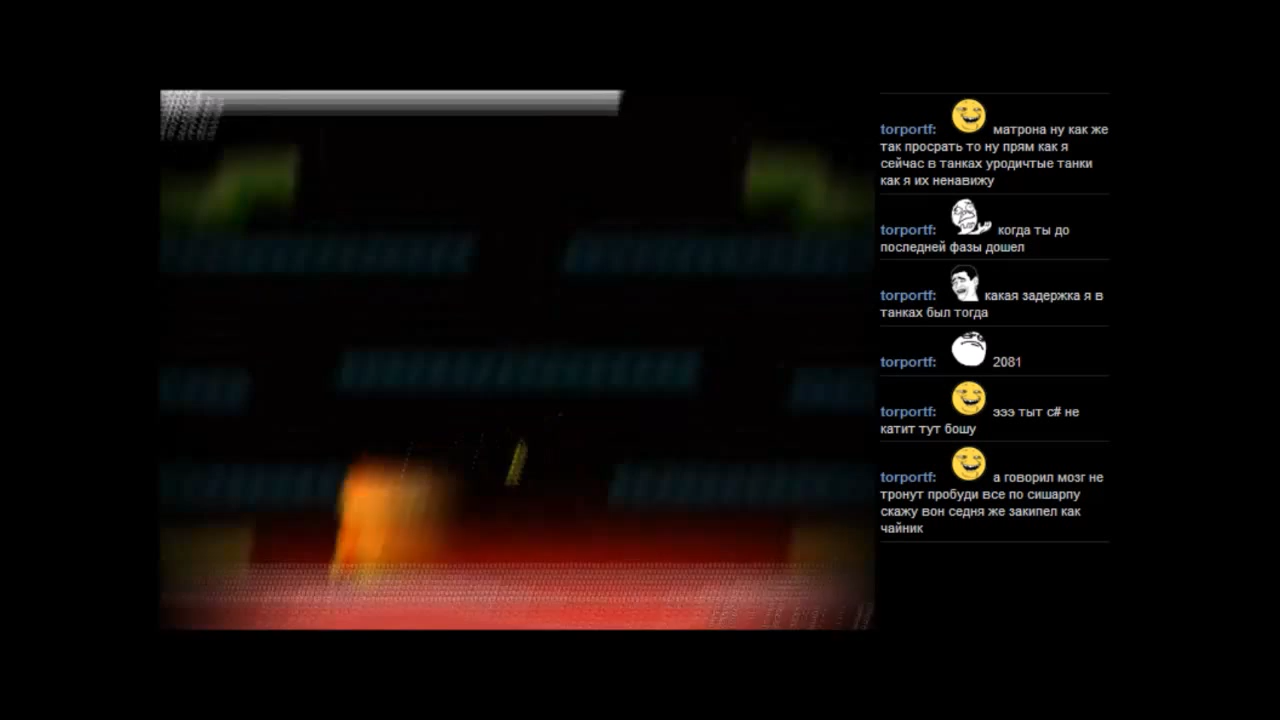 torportf: матрона ну как же
так просрать то ну прям как я
сейчас в танках уродичтые танки
как я их ненавижу
torportf: когда ты до
последней фазы дошел
torportf: какая задержка я в
танках был тогда
torportf: 2081
torportf: эээ тыт с# не
катит тут бошу
torportf: а говорил мозг не
тронут пробуди все по сишарпу
скажу вон седня же закипел как
чайник